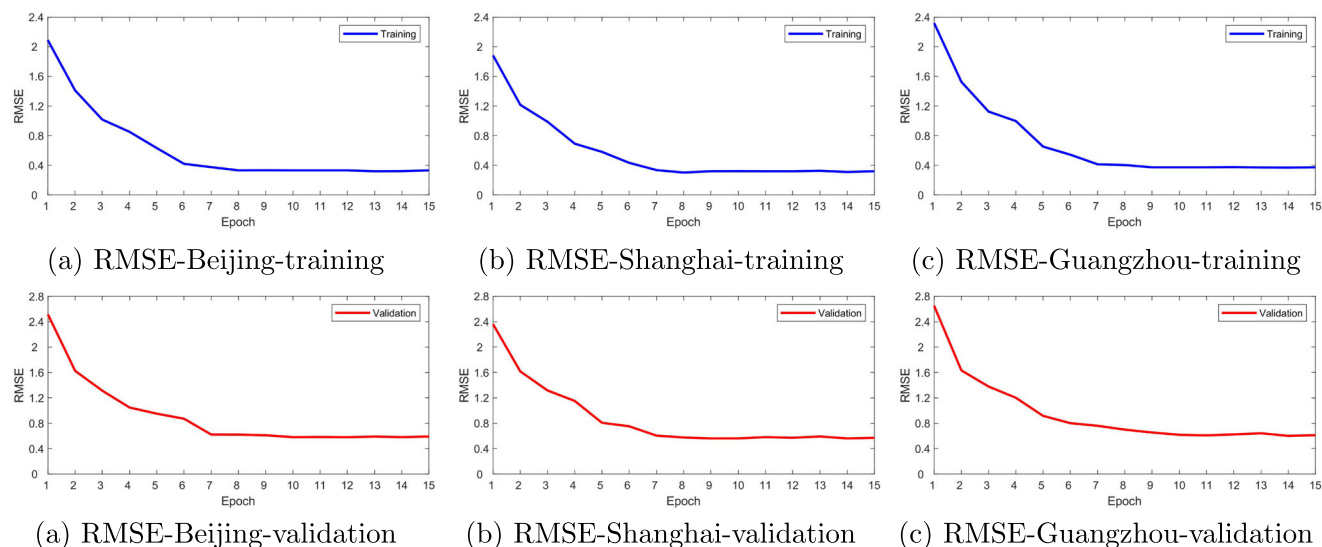 2.4
2
1.6
1.2
0.8
0.4
0
RMSE
Training
1 2 3 4 5 6 7 8 9 10 11 12 13 14 15
Epoch
(a) RMSE-Beijing-training
2.4
2
1.6
1.2
0.8
0.4
0
RMSE
Training
1 2 3 4 5 6 7 8 9 10 11 12 13 14 15
Epoch
(b) RMSE-Shanghai-training
2.4
2
1.6
1.2
0.8
0.4
0
RMSE
Training
1 2 3 4 5 6 7 8 9 10 11 12 13 14 15
Epoch
(c) RMSE-Guangzhou-training
2.8
2.4
2
1.6
1.2
0.8
0.4
0
RMSE
Validation
1 2 3 4 5 6 7 8 9 10 11 12 13 14 15
Epoch
(a) RMSE-Beijing-validation
2.8
2.4
2
1.6
1.2
0.8
0.4
0
RMSE
Validation
1 2 3 4 5 6 7 8 9 10 11 12 13 14 15
Epoch
(b) RMSE-Shanghai-validation
2.8
2.4
2
1.6
1.2
0.8
0.4
0
RMSE
Validation
1 2 3 4 5 6 7 8 9 10 11 12 13 14 15
Epoch
(c) RMSE-Guangzhou-validation